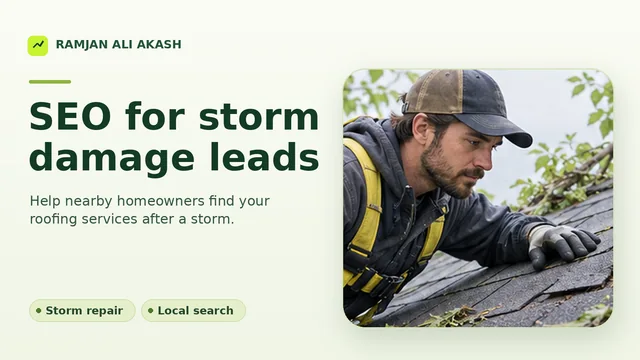 RAMJAN ALI AKASH
SEO for storm
damage leads
Help nearby homeowners find your
roofing services after a storm.
Storm repair
Local search